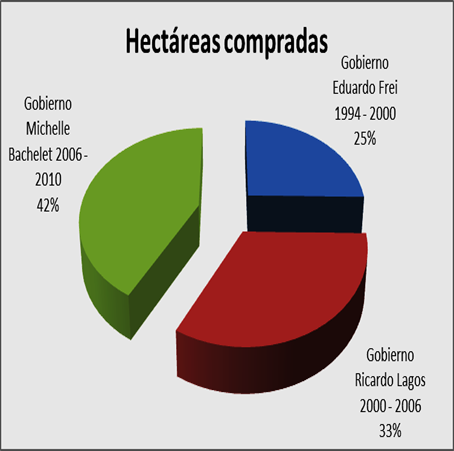 Hectáreas compradas
Gobierno
Eduardo Frei
1994 - 2000
25%
Gobierno
Michelle
Bachelet 2006 -
2010
42%
Gobierno
Ricardo Lagos
2000 - 2006
33%